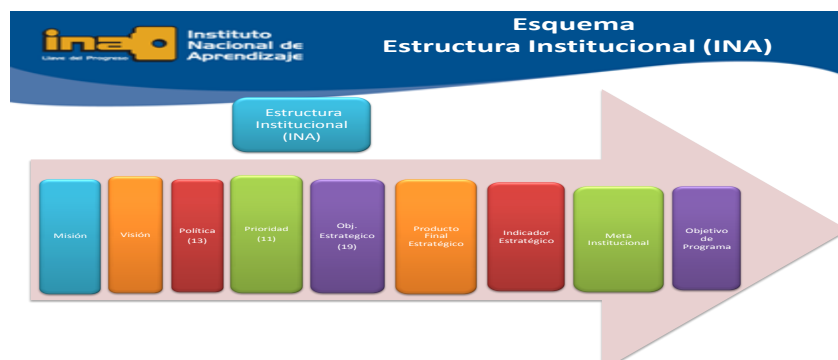 ina
Llave del Progreso
Instituto
Nacional de
Aprendizaje
Esquema
Estructura Institucional (INA)
Estructura
Institucional
(INA)
Misión
Visión
Política
(13)
Prioridad
(11)
Obj.
Estrategico
(19)
Producto
Final
Estratégico
Indicador
Estratégico
Meta
Institucional
Objetivo
de
Programa